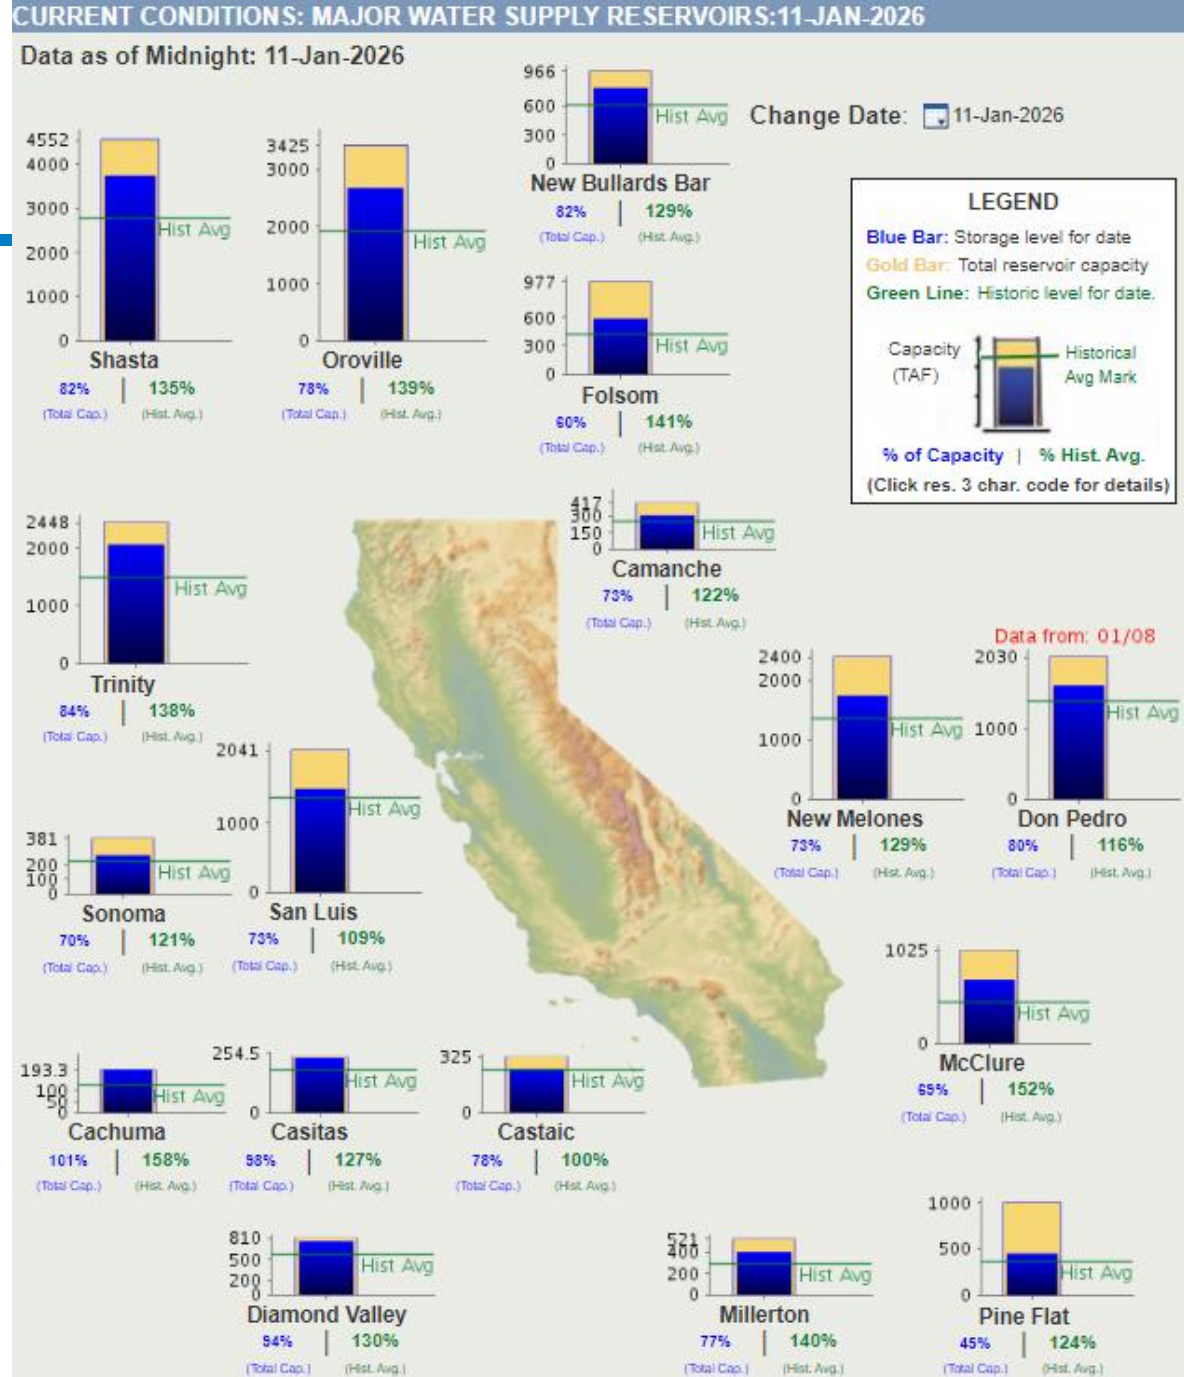 CURRENT CONDITIONS: MAJOR WATER SUPPLY RESERVOIRS:11-JAN-2026
Data as of Midnight: 11-Jan-2026
Change Date: 11-Jan-2026
966
600
300
0
Hist Avg
New Bullards Bar
82% | 129%
(Total Cap.) (Hist. Avg.)
4552
4000
3000
2000
1000
0
Hist Avg
Shasta
82% | 135%
(Total Cap.) (Hist. Avg.)
3425
3000
2000
1000
0
Hist Avg
Oroville
78% | 139%
(Total Cap.) (Hist. Avg.)
977
600
300
0
Hist Avg
Folsom
60% | 141%
(Total Cap.) (Hist. Avg.)
LEGEND
Blue Bar: Storage level for date
Gold Bar: Total reservoir capacity
Green Line: Historic level for date.
Capacity
(TAF)
Historical
Avg Mark
% of Capacity | % Hist. Avg.
(Click res. 3 char. code for details)
2448
2000
1000
0
Hist Avg
Trinity
84% | 138%
(Total Cap.) (Hist. Avg.)
417
300
150
0
Hist Avg
Camanche
73% | 122%
(Total Cap.) (Hist. Avg.)
2400
2000
1000
0
Hist Avg
New Melones
73% | 129%
(Total Cap.) (Hist. Avg.)
Data from: 01/08
2030
1000
0
Hist Avg
Don Pedro
80% | 116%
(Total Cap.) (Hist. Avg.)
381
200
100
0
Hist Avg
Sonoma
70% | 121%
(Total Cap.) (Hist. Avg.)
2041
1000
0
Hist Avg
San Luis
73% | 109%
(Total Cap.) (Hist. Avg.)
1025
0
Hist Avg
McClure
69% | 152%
(Total Cap.) (Hist. Avg.)
193.3
100
50
0
Hist Avg
Cachuma
101% | 158%
(Total Cap.) (Hist. Avg.)
254.5
0
Hist Avg
Casitas
98% | 127%
(Total Cap.) (Hist. Avg.)
325
0
Hist Avg
Castaic
78% | 100%
(Total Cap.) (Hist. Avg.)
810
500
200
0
Hist Avg
Diamond Valley
94% | 130%
(Total Cap.) (Hist. Avg.)
521
400
200
0
Hist Avg
Millerton
77% | 140%
(Total Cap.) (Hist. Avg.)
1000
500
0
Hist Avg
Pine Flat
45% | 124%
(Total Cap.) (Hist. Avg.)